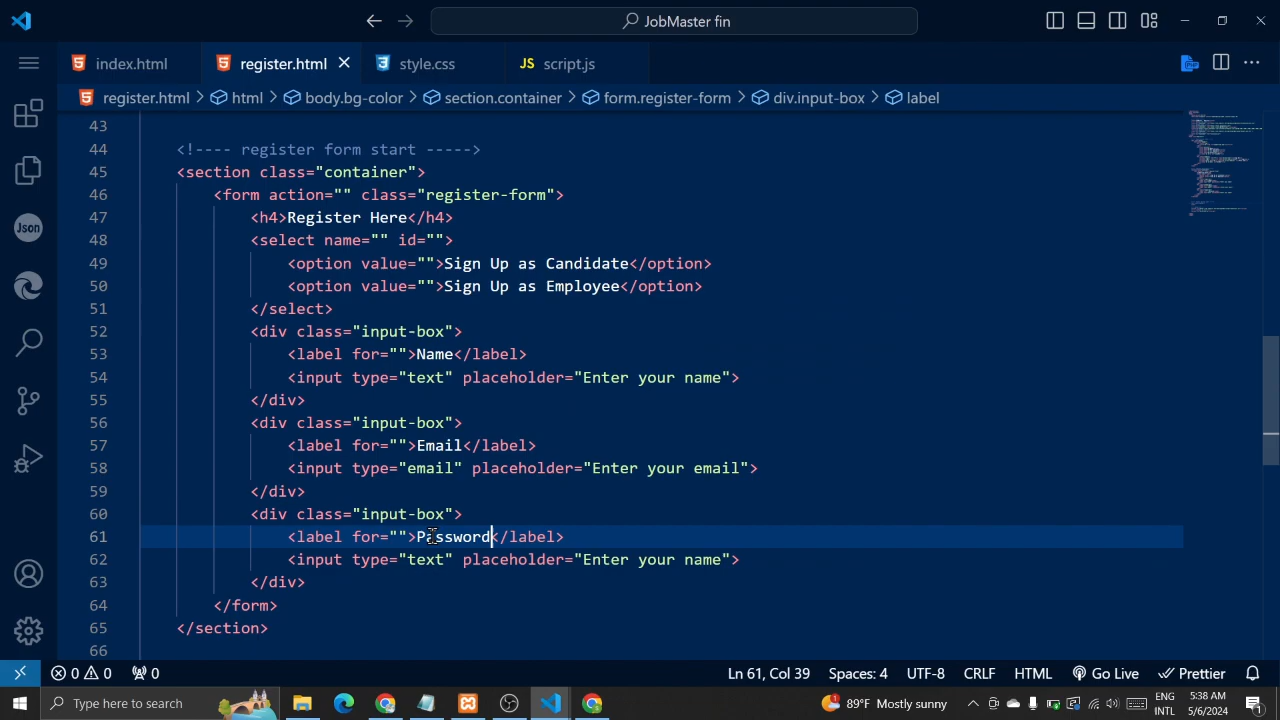 JobMaster fin
index.html
register.html
style.css
JS script.js
register.html > html > body.bg-color > section.container > form.register-form > div.input-box > label
43
44 <!---- register form start ----->
45 <section class="container">
46 <form action="" class="register-form">
47 <h4>Register Here</h4>
48 <select name="" id="">
49 <option value="">Sign Up as Candidate</option>
50 <option value="">Sign Up as Employee</option>
51 </select>
52 <div class="input-box">
53 <label for="">Name</label>
54 <input type="text" placeholder="Enter your name">
55 </div>
56 <div class="input-box">
57 <label for="">Email</label>
58 <input type="email" placeholder="Enter your email">
59 </div>
60 <div class="input-box">
61 <label for="">Password</label>
62 <input type="text" placeholder="Enter your name">
63 </div>
64 </form>
65 </section>
66
Json
0 0 0 Ln 61, Col 39 Spaces: 4 UTF-8 CRLF HTML Go Live Prettier
Type here to search 89°F Mostly sunny ENG INTL 5:38 AM 5/6/2024